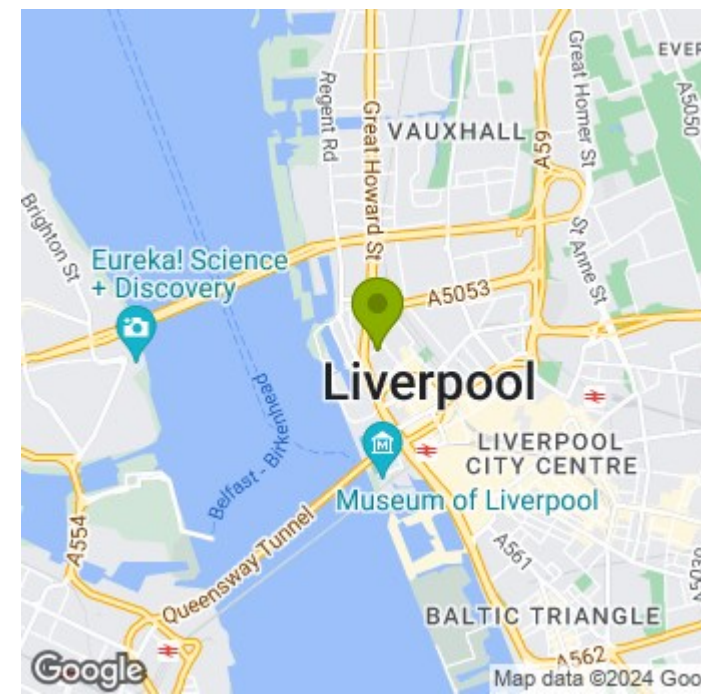 EVER
Great Homer St
A5050
Regent Rd
Great Howard St
VAUXHALL
A59
Brighton St
St Anne St
Eureka! Science
+ Discovery
A5053
Liverpool
Belfast - Birkenhead
LIVERPOOL
CITY CENTRE
M
Museum of Liverpool
A554
Queensway Tunnel
A561
BALTIC TRIANGLE
A562
Google
Map data ©2024 Goo